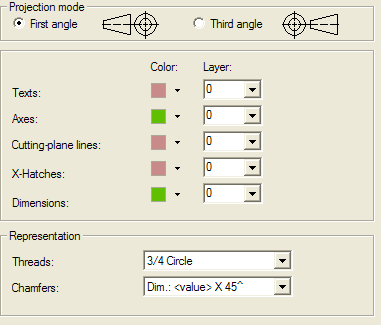 Projection mode
First angle Third angle
Color: Layer:
Texts: 0
Axes: 0
Cutting-plane lines: 0
X-Hatches: 0
Dimensions: 0
Representation
Threads: 3/4 Circle
Chamfers: Dim.: <value> X 45^